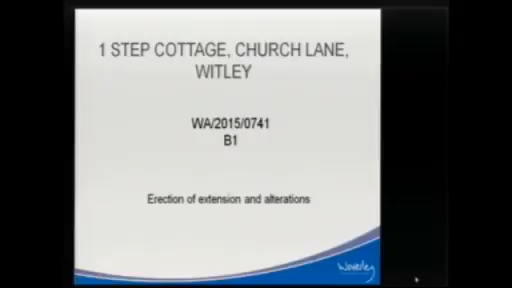 1 STEP COTTAGE, CHURCH LANE,
WITLEY
WA/2015/0741
B1
Erection of extension and alterations
Waverley